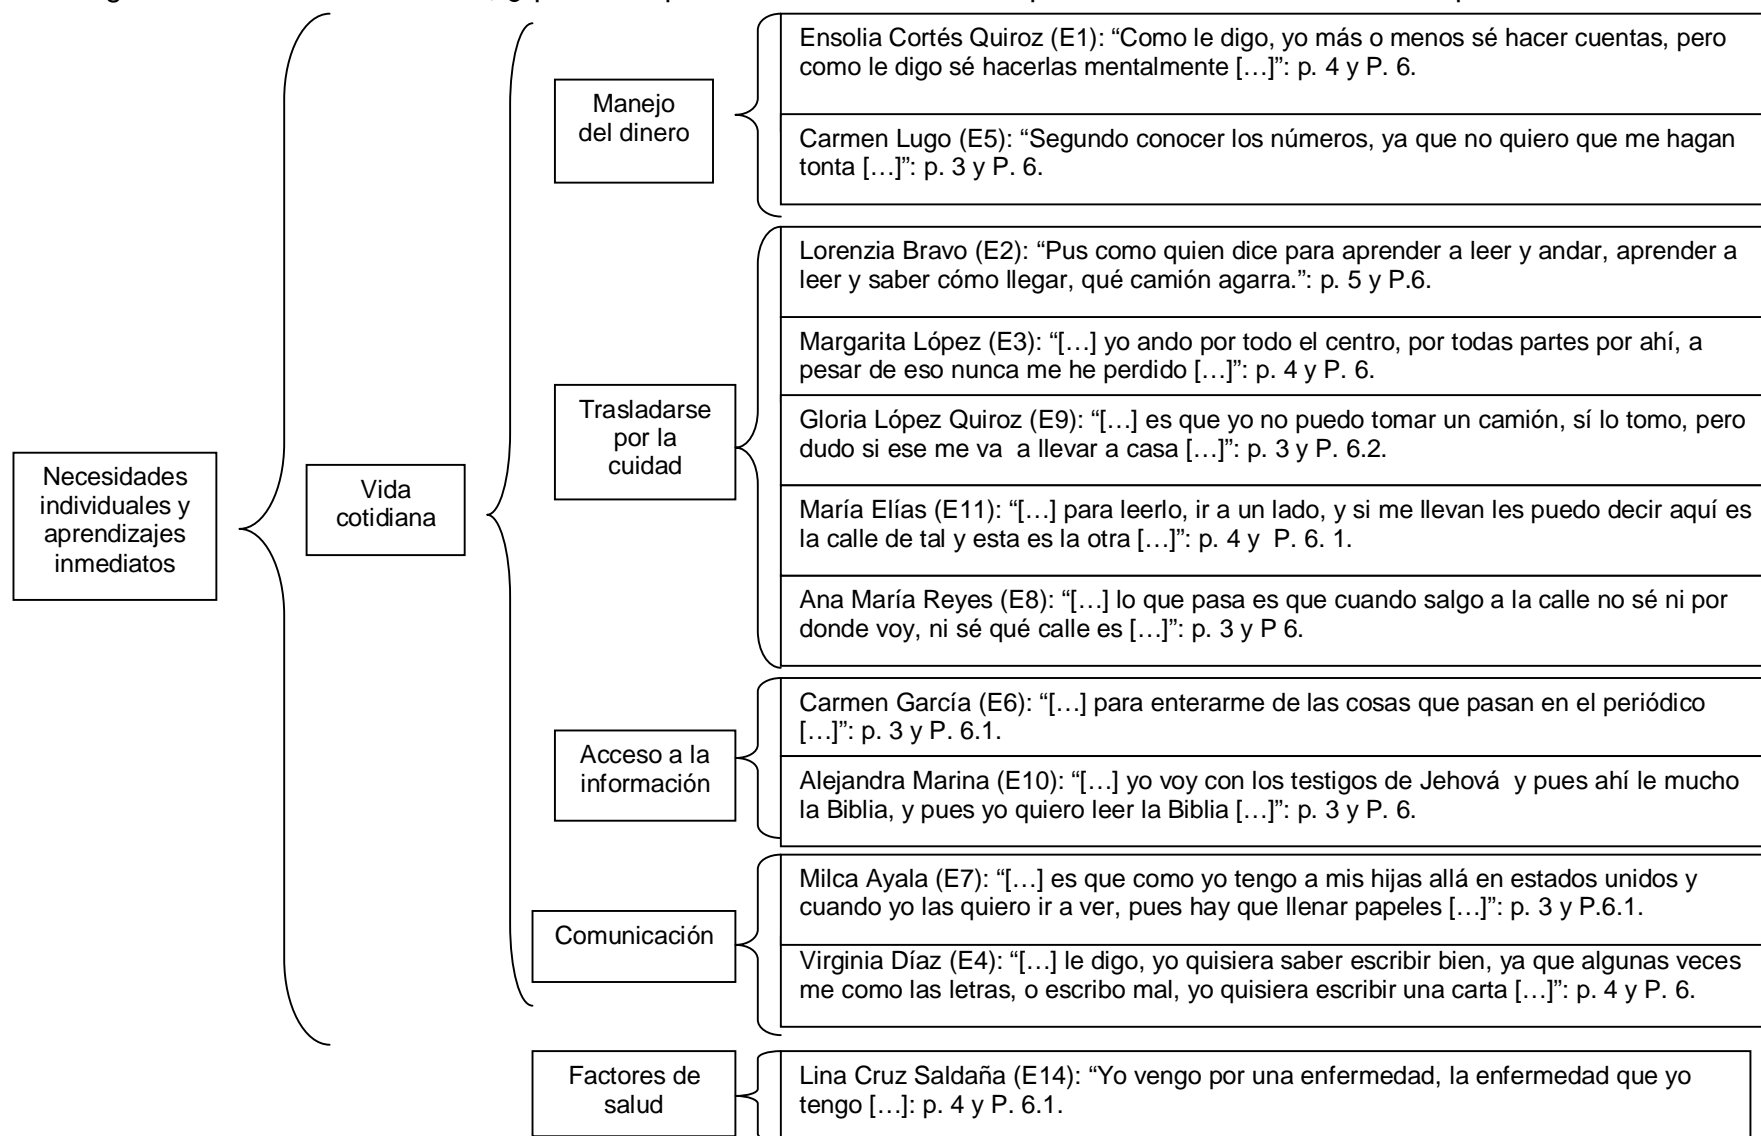 Necesidades
individuales y
aprendizajes
inmediatos
Vida
cotidiana
Manejo
del dinero
Ensolia Cortés Quiroz (E1): “Como le digo, yo más o menos sé hacer cuentas, pero
como le digo sé hacerlas mentalmente […]”: p. 4 y P. 6.
Carmen Lugo (E5): “Segundo conocer los números, ya que no quiero que me hagan
tonta […]”: p. 3 y P. 6.
Trasladarse
por la
cuidad
Lorenzia Bravo (E2): “Pus como quien dice para aprender a leer y andar, aprender a
leer y saber cómo llegar, qué camión agarra.”: p. 5 y P.6.
Margarita López (E3): “[…] yo ando por todo el centro, por todas partes por ahí, a
pesar de eso nunca me he perdido […]”: p. 4 y P. 6.
Gloria López Quiroz (E9): “[…] es que yo no puedo tomar un camión, sí lo tomo, pero
dudo si ese me va a llevar a casa […]”: p. 3 y P. 6.2.
María Elías (E11): “[…] para leerlo, ir a un lado, y si me llevan les puedo decir aquí es
la calle de tal y esta es la otra […]”: p. 4 y P. 6. 1.
Ana María Reyes (E8): “[…] lo que pasa es que cuando salgo a la calle no sé ni por
donde voy, ni sé qué calle es […]”: p. 3 y P 6.
Acceso a la
información
Carmen García (E6): “[…] para enterarme de las cosas que pasan en el periódico
[…]”: p. 3 y P. 6.1.
Alejandra Marina (E10): “[…] yo voy con los testigos de Jehová y pues ahí le mucho
la Biblia, y pues yo quiero leer la Biblia […]”: p. 3 y P. 6.
Comunicación
Milca Ayala (E7): “[…] es que como yo tengo a mis hijas allá en estados unidos y
cuando yo las quiero ir a ver, pues hay que llenar papeles […]”: p. 3 y P.6.1.
Virginia Díaz (E4): “[…] le digo, yo quisiera saber escribir bien, ya que algunas veces
me como las letras, o escribo mal, yo quisiera escribir una carta […]”: p. 4 y P. 6.
Factores de
salud
Lina Cruz Saldaña (E14): “Yo vengo por una enfermedad, la enfermedad que yo
tengo […]: p. 4 y P. 6.1.